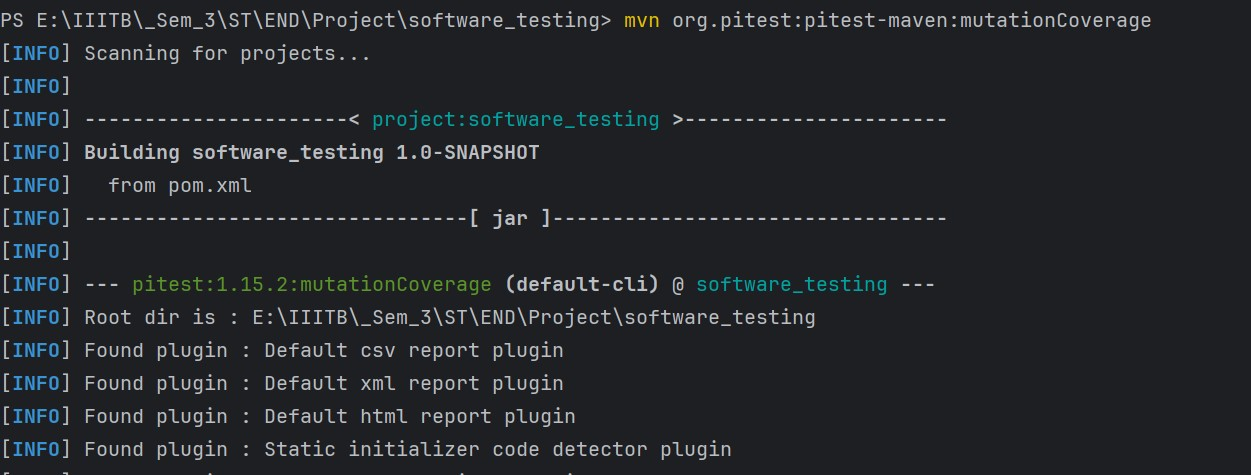 PS E:\IIITB\_Sem_3\ST\END\Project\software_testing> mvn org.pitest:pitest-maven:mutationCoverage
[INFO] Scanning for projects...
[INFO]
[INFO] ----------------------< project:software_testing >----------------------
[INFO] Building software_testing 1.0-SNAPSHOT
[INFO]   from pom.xml
[INFO] --------------------------------[ jar ]---------------------------------
[INFO]
[INFO] --- pitest:1.15.2:mutationCoverage (default-cli) @ software_testing ---
[INFO] Root dir is : E:\IIITB\_Sem_3\ST\END\Project\software_testing
[INFO] Found plugin : Default csv report plugin
[INFO] Found plugin : Default xml report plugin
[INFO] Found plugin : Default html report plugin
[INFO] Found plugin : Static initializer code detector plugin